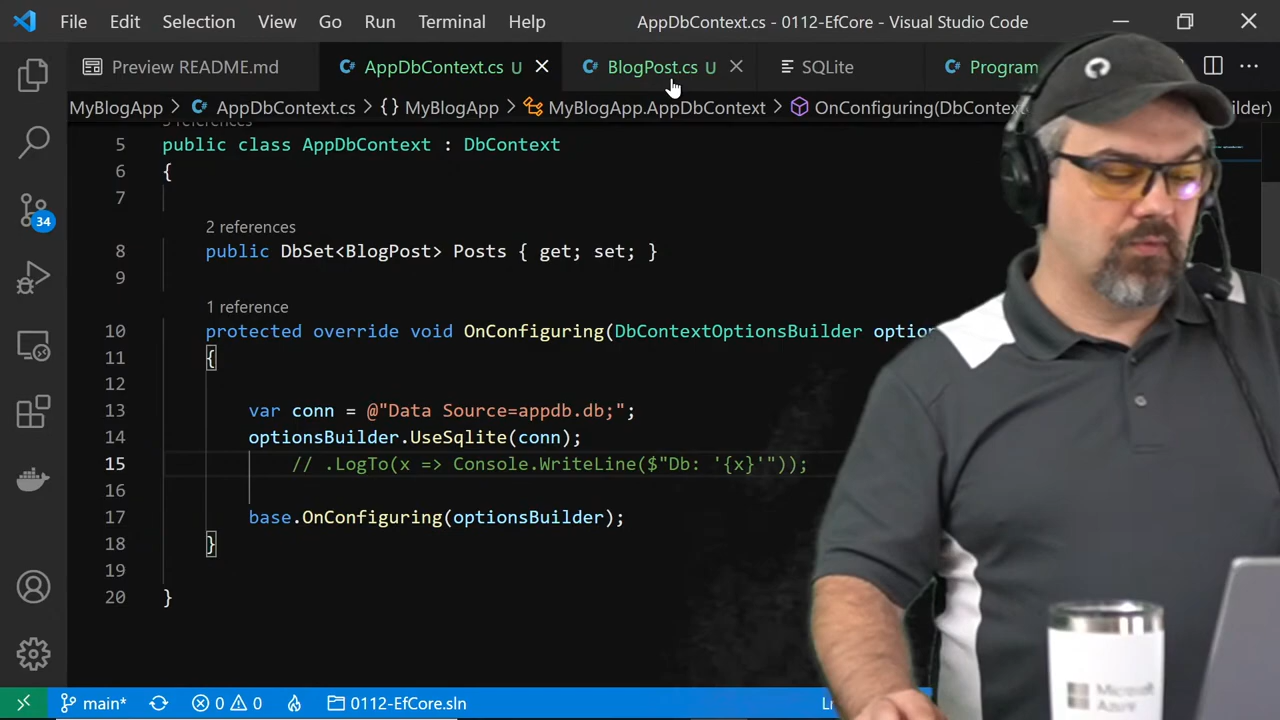 File Edit Selection View Go Run Terminal Help AppDbContext.cs - 0112-EfCore - Visual Studio Code
Preview README.md AppDbContext.cs U BlogPost.cs U SQLite Program
MyBlogApp > AppDbContext.cs > {} MyBlogApp > MyBlogApp.AppDbContext > OnConfiguring(DbContext
5 public class AppDbContext : DbContext
6 {
7
2 references
8 public DbSet<BlogPost> Posts { get; set; }
9
1 reference
10 protected override void OnConfiguring(DbContextOptionsBuilder option
11 {
12
13 var conn = @"Data Source=appdb.db;";
14 optionsBuilder.UseSqlite(conn);
15 // .LogTo(x => Console.WriteLine($"Db: '{x}'"));
16
17 base.OnConfiguring(optionsBuilder);
18 }
19
20 }
34
main* 0 0 0112-EfCore.sln
Microsoft
Azure